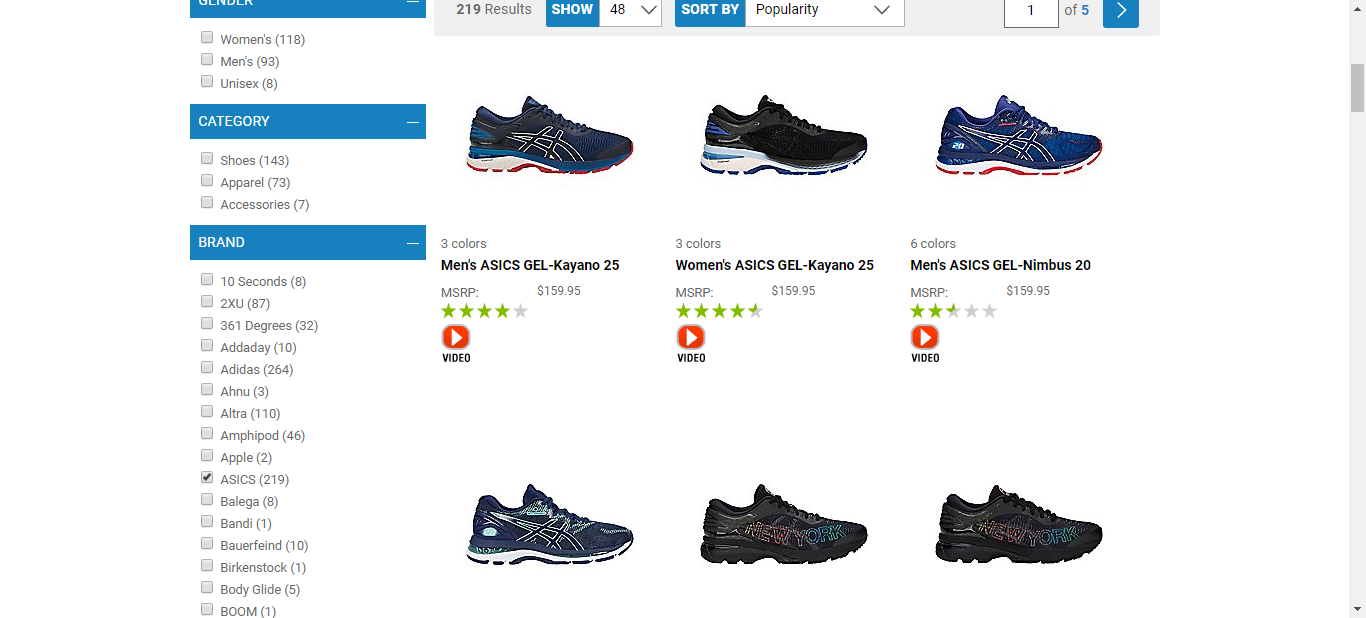 GENDER
Women's (118)
Men's (93)
Unisex (8)
CATEGORY
Shoes (143)
Apparel (73)
Accessories (7)
BRAND
10 Seconds (8)
2XU (87)
361 Degrees (32)
Addaday (10)
Adidas (264)
Ahnu (3)
Altra (110)
Amphipod (46)
Apple (2)
ASICS (219)
Balega (8)
Bandi (1)
Bauerfeind (10)
Birkenstock (1)
Body Glide (5)
BOOM (1)
219 Results SHOW 48 SORT BY Popularity 1 of 5
20
3 colors
Men's ASICS GEL-Kayano 25
MSRP: $159.95
VIDEO
3 colors
Women's ASICS GEL-Kayano 25
MSRP: $159.95
VIDEO
6 colors
Men's ASICS GEL-Nimbus 20
MSRP: $159.95
VIDEO
NEW YORK
NEW YORK